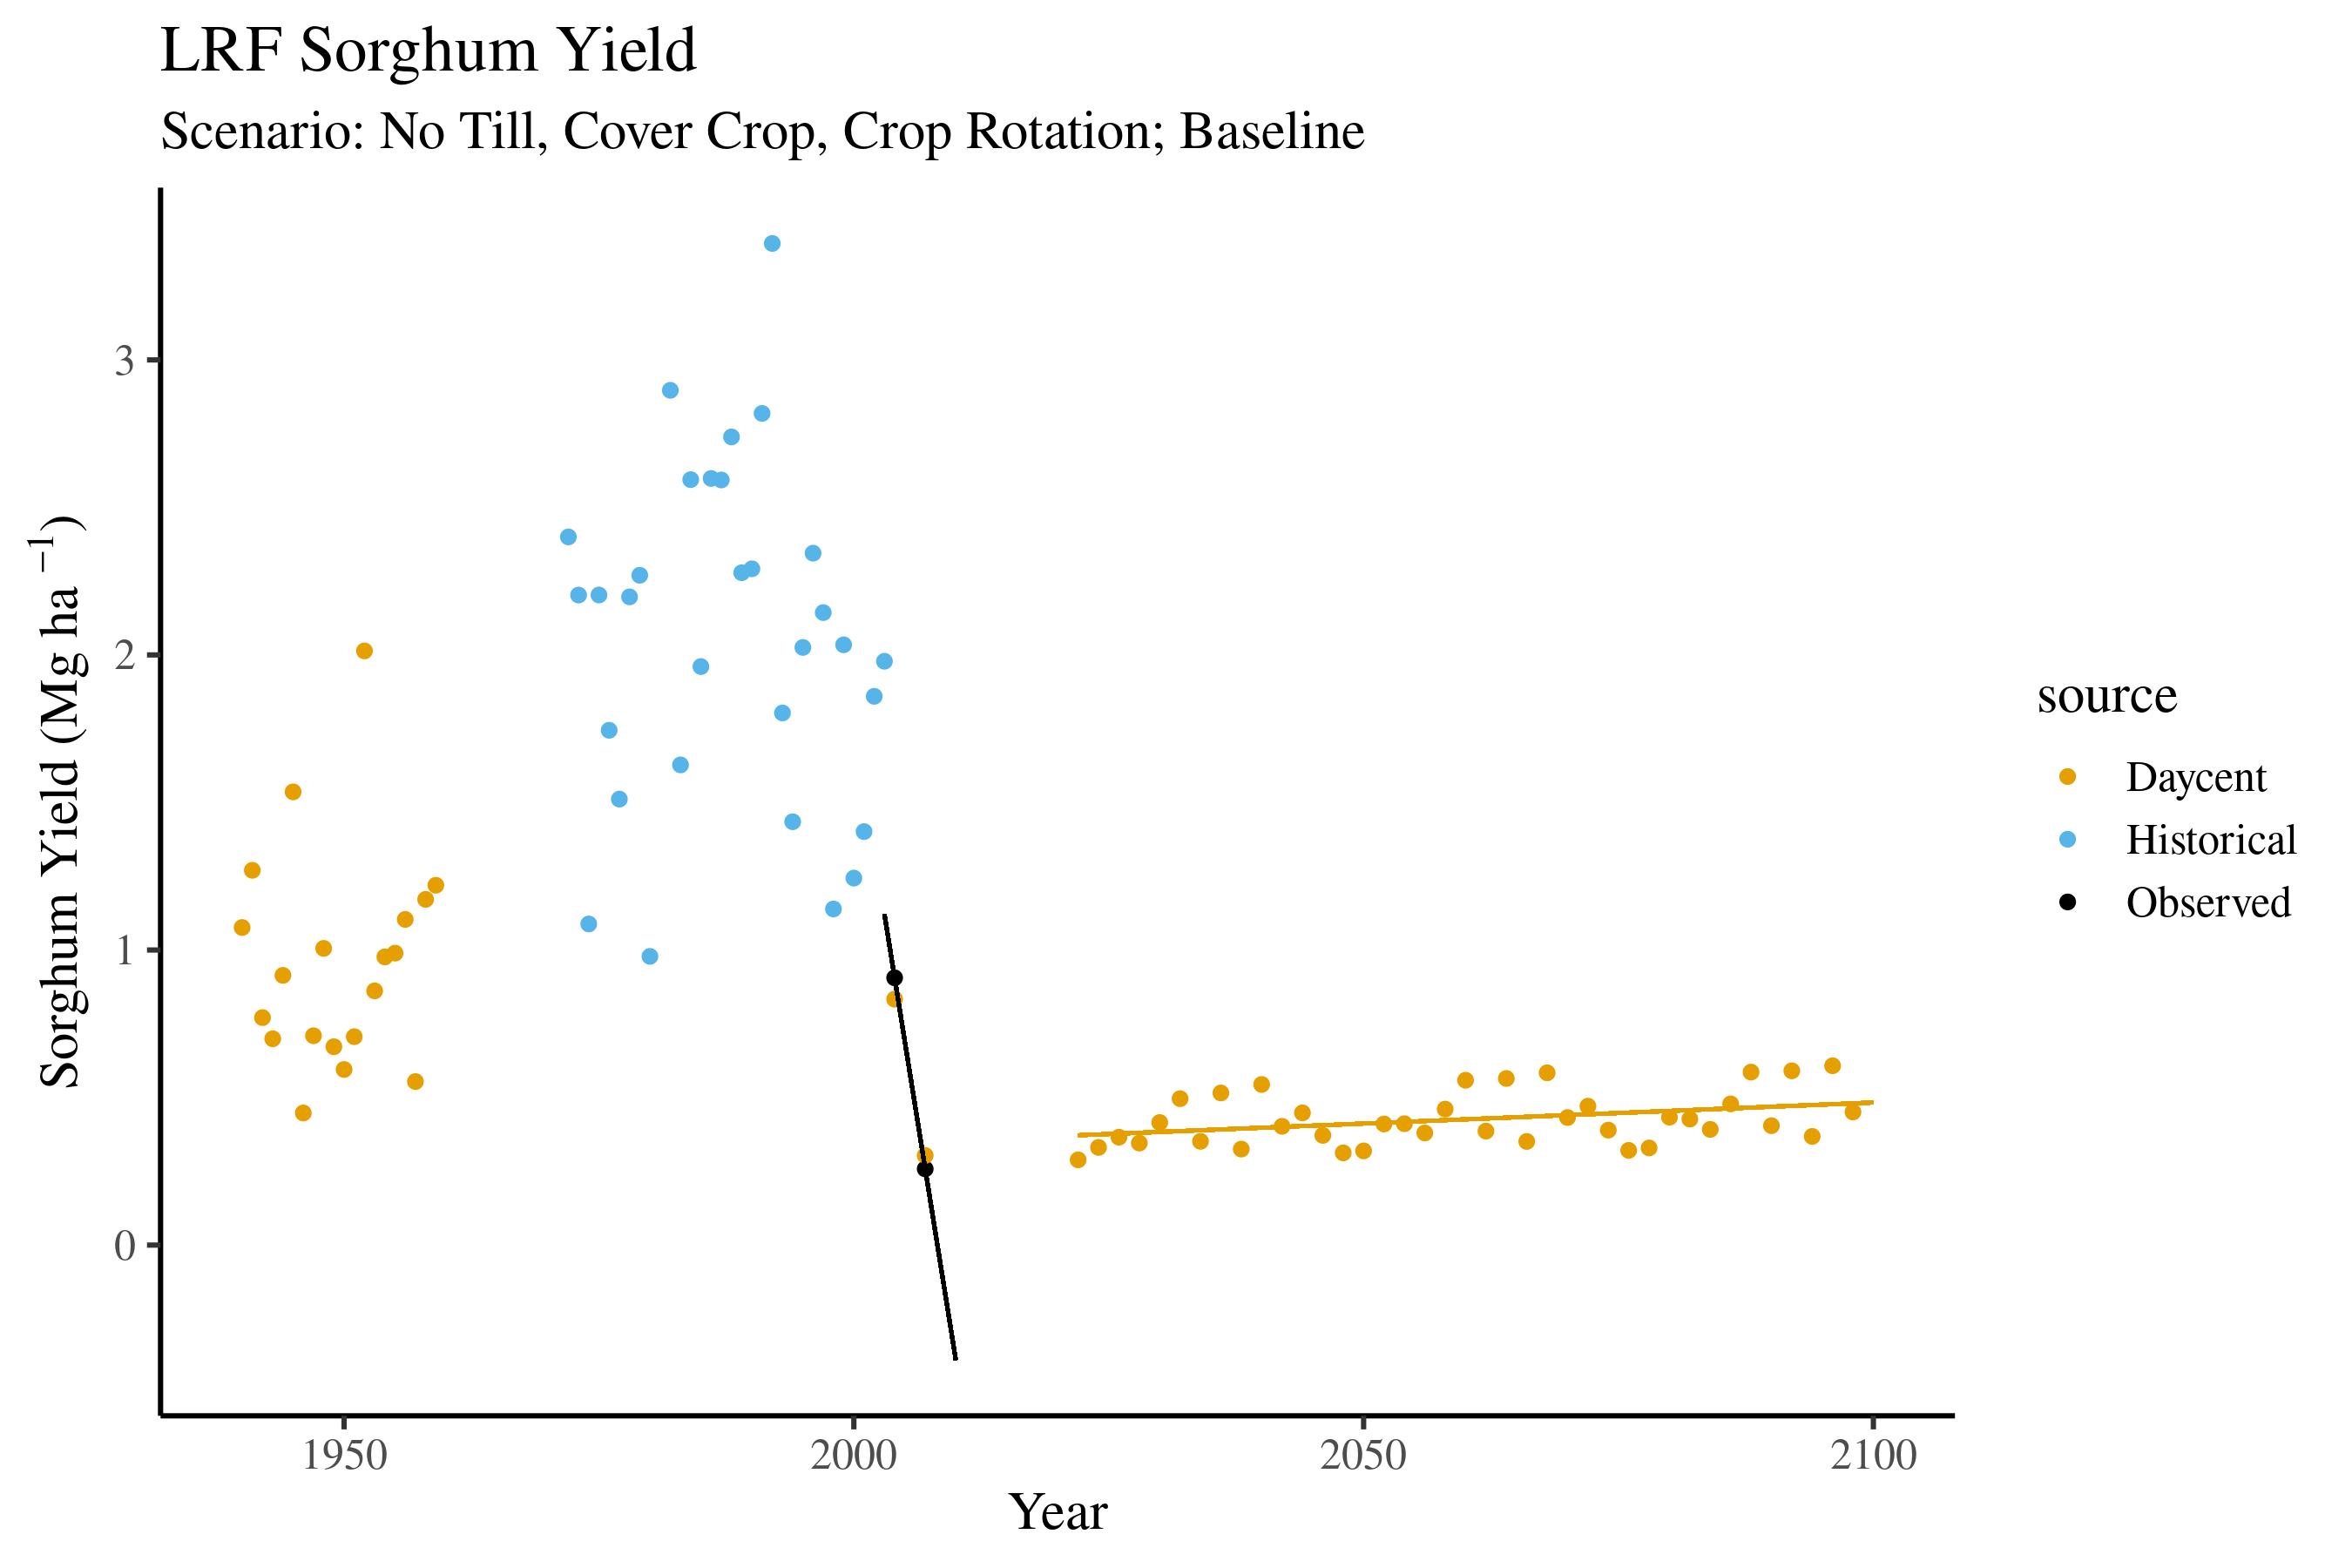 LRF Sorghum Yield
Scenario: No Till, Cover Crop, Crop Rotation; Baseline
Sorghum Yield (Mg ha ⁻¹)
3
2
1
0
1950 2000 2050 2100
Year
source
Daycent
Historical
Observed